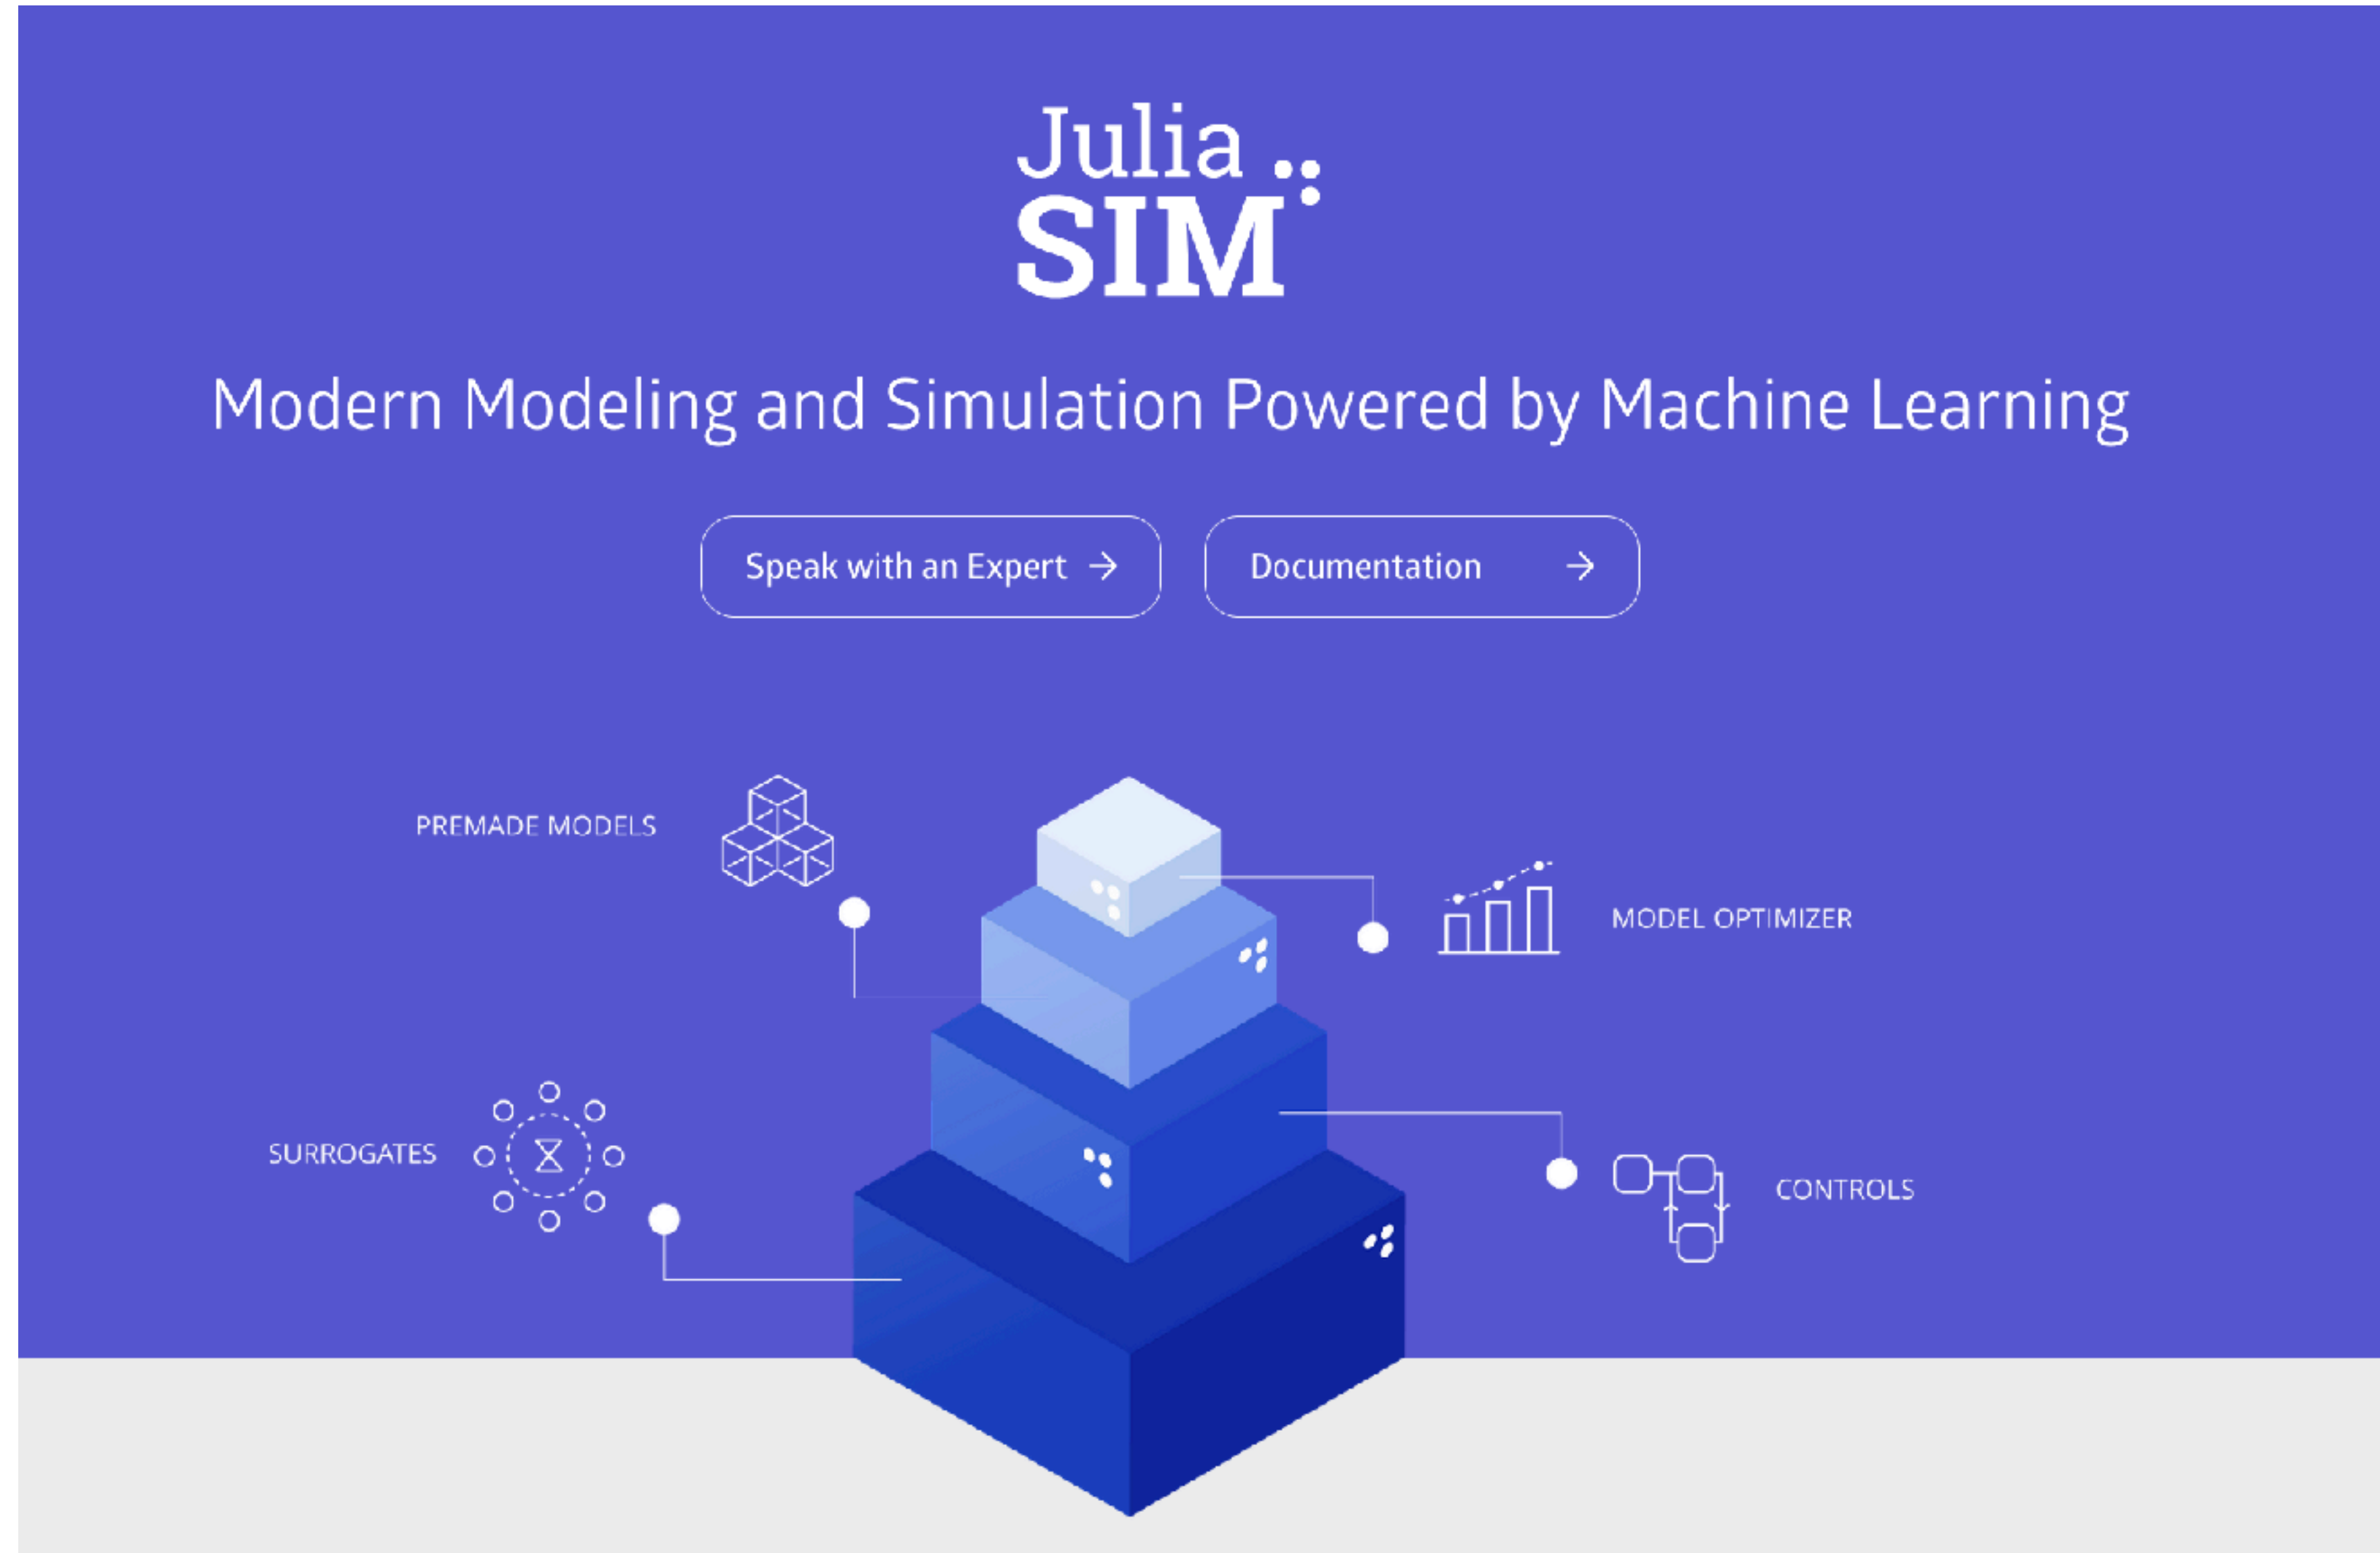 Julia
SIM
Modern Modeling and Simulation Powered by Machine Learning
Speak with an Expert →
Documentation →
PREMADE MODELS
MODEL OPTIMIZER
SURROGATES
CONTROLS